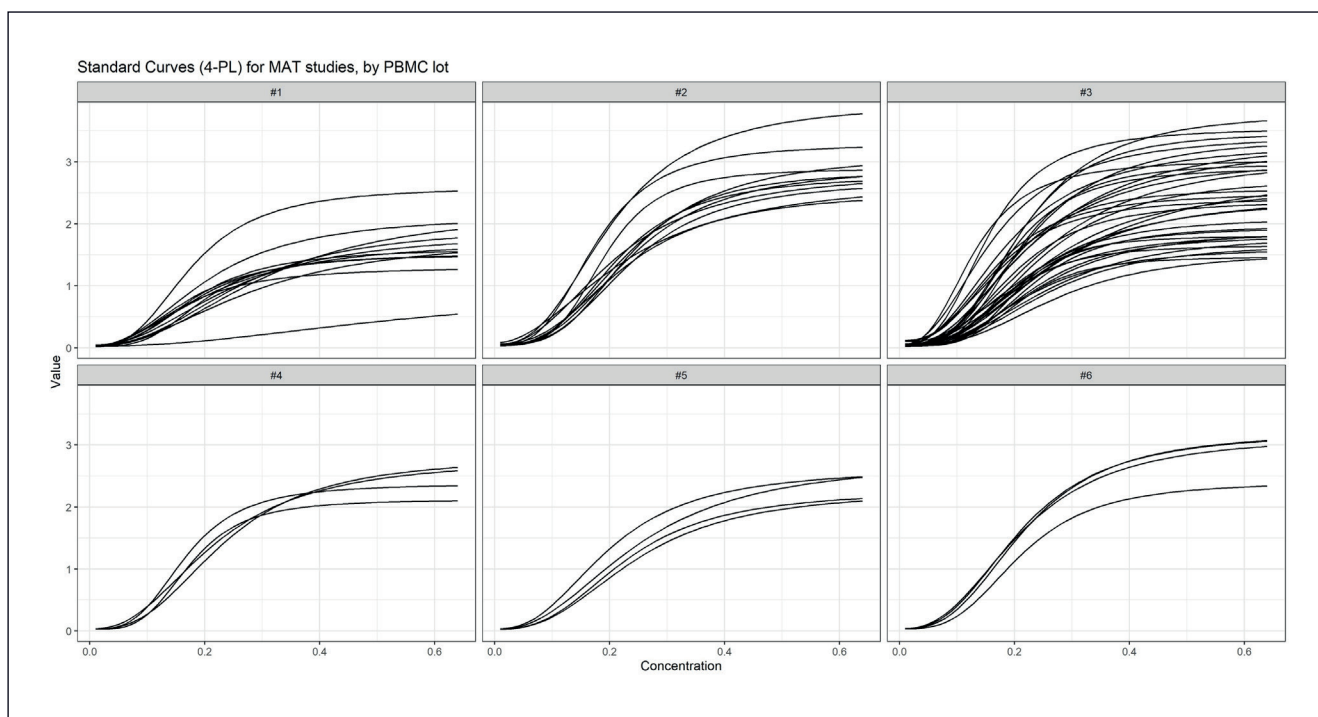 Standard Curves (4-PL) for MAT studies, by PBMC lot
#1 #2 #3
3
2
1
0
Value
#4 #5 #6
3
2
1
0
0.0 0.2 0.4 0.6 0.0 0.2 0.4 0.6 0.0 0.2 0.4 0.6
Concentration